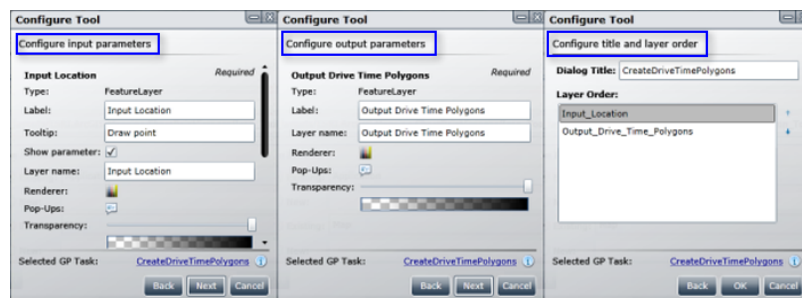 Configure Tool
Configure input parameters
Input Location Required
Type: FeatureLayer
Label: Input Location
Tooltip: Draw point
Show parameter:
Layer name: Input Location
Renderer:
Pop-Ups:
Transparency:
Selected GP Task: CreateDriveTimePolygons
Back Next Cancel
Configure Tool
Configure output parameters
Output Drive Time Polygons Required
Type: FeatureLayer
Label: Output Drive Time Polygons
Layer name: Output Drive Time Polygons
Renderer:
Pop-Ups:
Transparency:
Selected GP Task: CreateDriveTimePolygons
Back Next Cancel
Configure Tool
Configure title and layer order
Dialog Title: CreateDriveTimePolygons
Layer Order:
Input_Location
Output_Drive_Time_Polygons
Selected GP Task: CreateDriveTimePolygons
Back OK Cancel